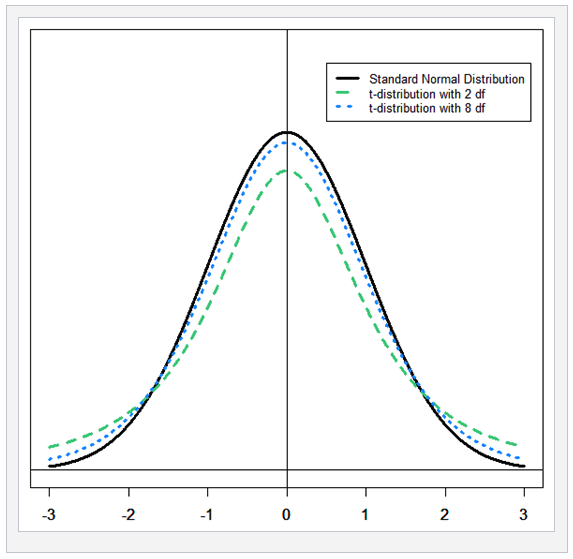 Standard Normal Distribution
t-distribution with 2 df
t-distribution with 8 df
-3 -2 -1 0 1 2 3